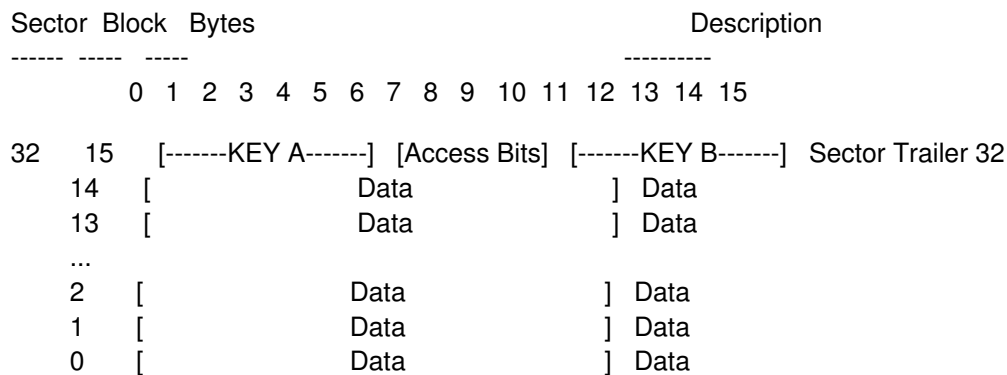 Sector Block Bytes Description
------ ----- ----- ----------
0 1 2 3 4 5 6 7 8 9 10 11 12 13 14 15
32 15 [-------KEY A-------] [Access Bits] [-------KEY B-------] Sector Trailer 32
14 [ Data ] Data
13 [ Data ] Data
...
2 [ Data ] Data
1 [ Data ] Data
0 [ Data ] Data